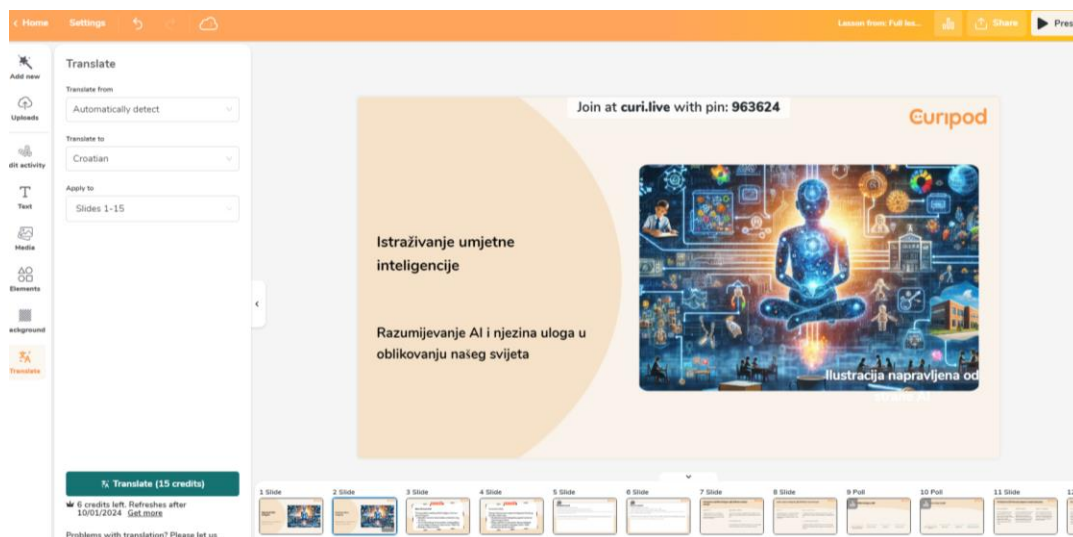 < Home Settings Lesson from: Full les... Share Pres
Add new
Uploads
dit activity
Text
Media
Elements
ackground
Translate
Translate
Translate from
Automatically detect
Translate to
Croatian
Apply to
Slides 1-15
Translate (15 credits)
6 credits left. Refreshes after
10/01/2024 Get more
Problems with translation? Please let us
Join at curi.live with pin: 963624
Curipod
Istraživanje umjetne
inteligencije
Razumijevanje AI i njezina uloga u
oblikovanju našeg svijeta
Ilustracija napravljena od
strane AI
1 Slide 2 Slide 3 Slide 4 Slide 5 Slide 6 Slide 7 Slide 8 Slide 9 Poll 10 Poll 11 Slide 12